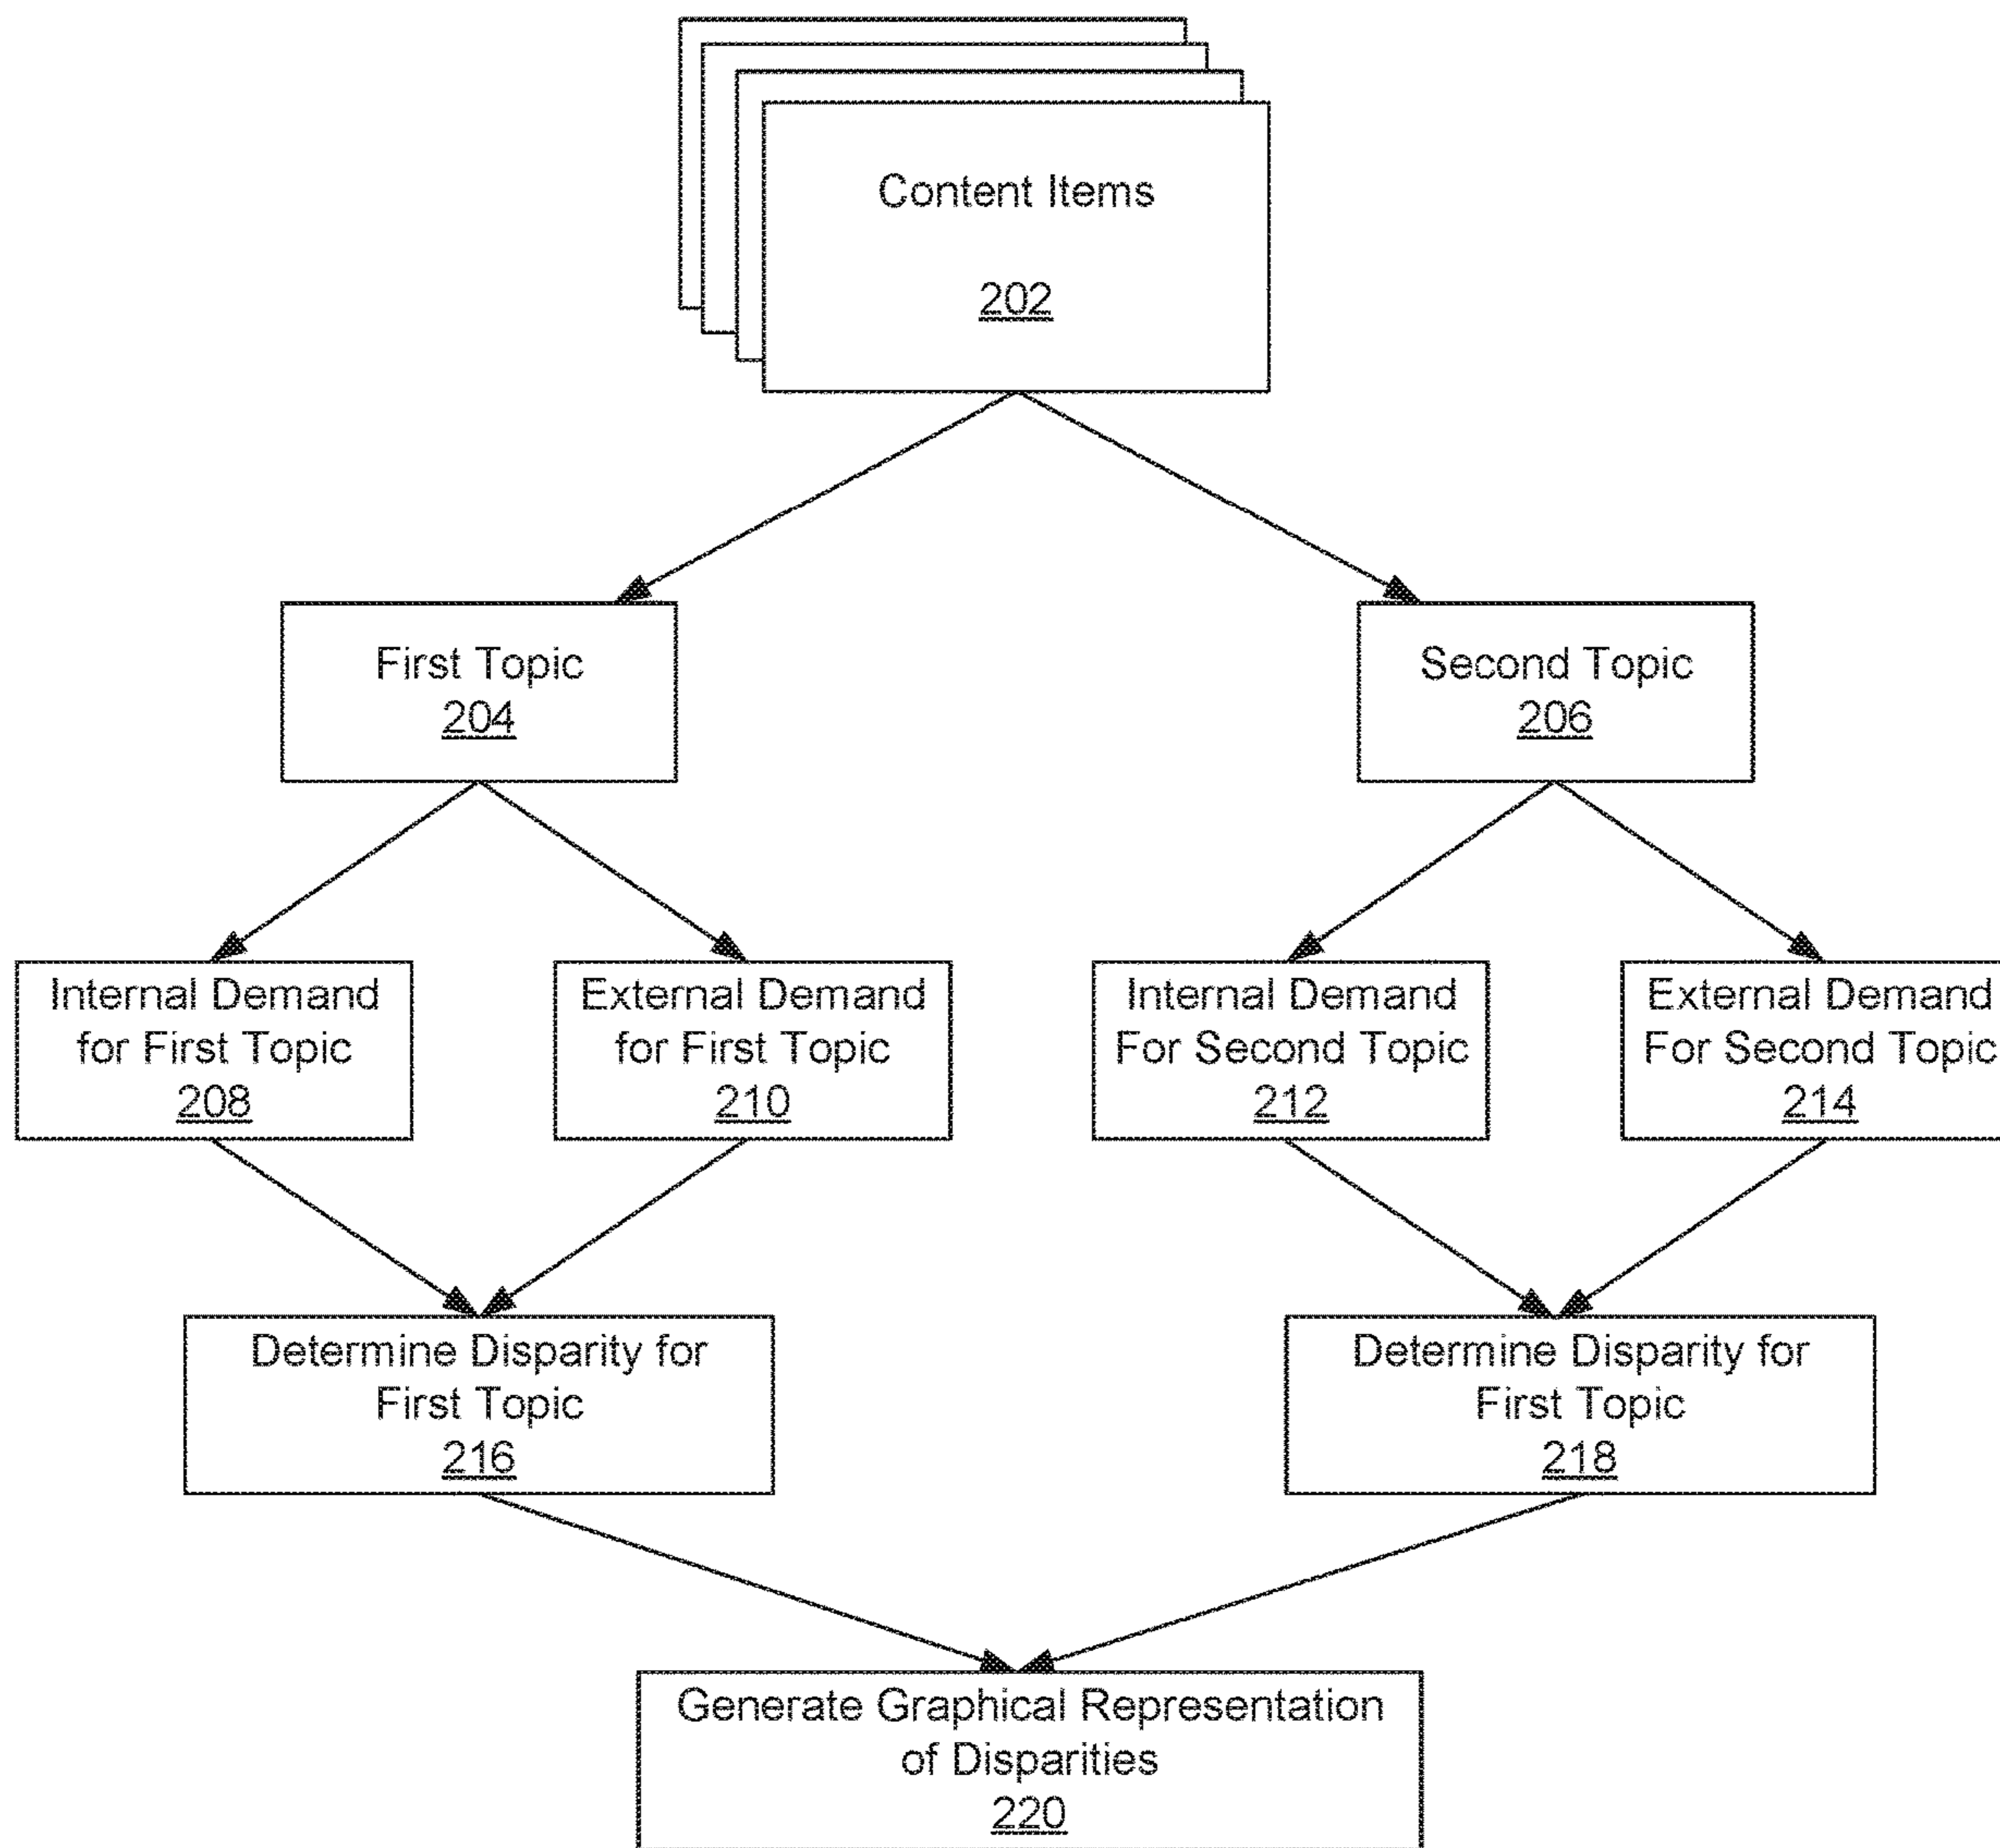 Content Items
202
First Topic
204
Second Topic
206
Internal Demand
for First Topic
208
External Demand
for First Topic
210
Internal Demand
For Second Topic
212
External Demand
For Second Topic
214
Determine Disparity for
First Topic
216
Determine Disparity for
First Topic
218
Generate Graphical Representation
of Disparities
220